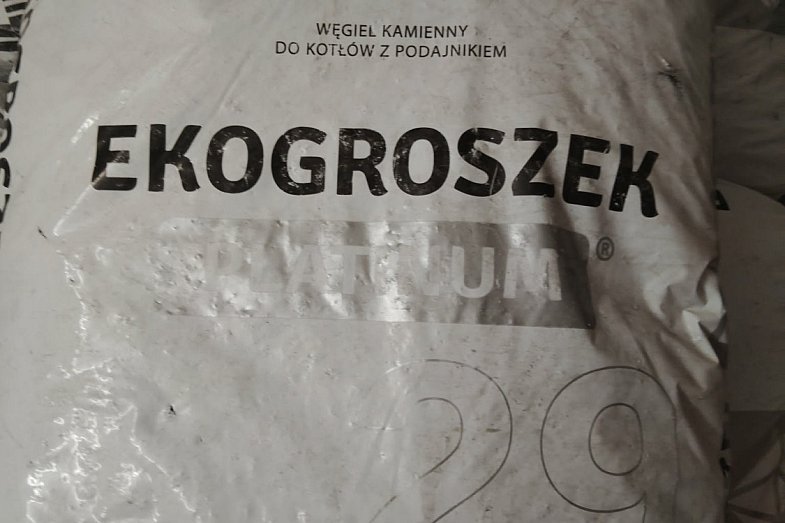 WĘGIEL KAMIENNY
DO KOTŁÓW Z PODAJNIKIEM
EKOGROSZEK
PLATINUM®
29